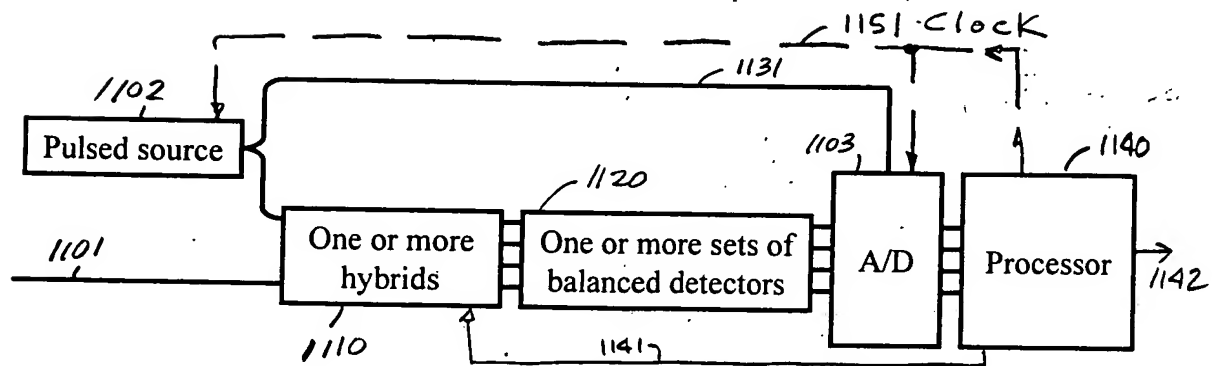 1151 Clock
1131
1102
Pulsed source
1103
1140
1120
1101
One or more
hybrids
One or more sets of
balanced detectors
A/D
Processor
1142
1110
1141